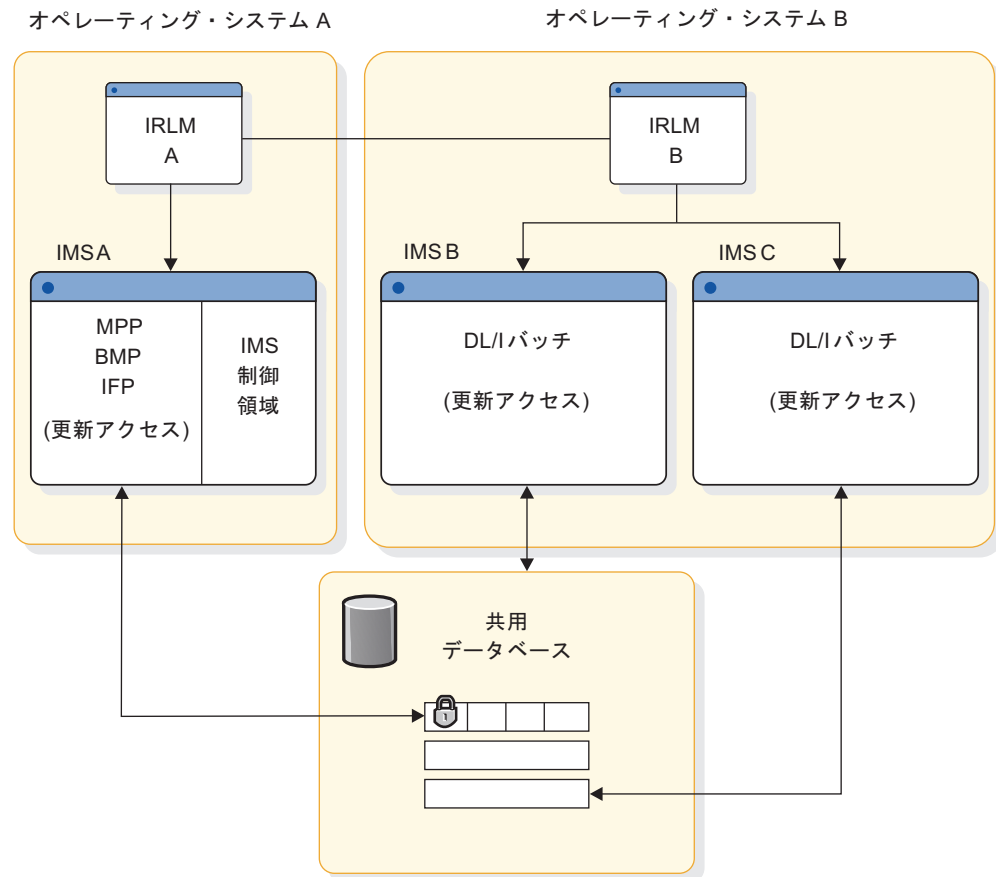 オペレーティング・システム A
オペレーティング・システム B
IRLM
A
IRLM
B
IMS A
IMS B
IMS C
MPP
BMP
IFP
(更新アクセス)
IMS
制御
領域
DL/I バッチ
(更新アクセス)
DL/I バッチ
(更新アクセス)
共用
データベース